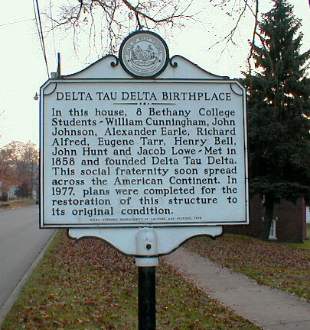 DELTA TAU DELTA BIRTHPLACE
In this house, 8 Bethany College
Students - William Cunningham, John
Johnson, Alexander Earle, Richard
Alfred, Eugene Tarr, Henry Bell,
John Hunt and Jacob Lowe - Met in
1858 and founded Delta Tau Delta.
This social fraternity soon spread
across the American Continent. In
1977, plans were completed for the
restoration of this structure to
its original condition.